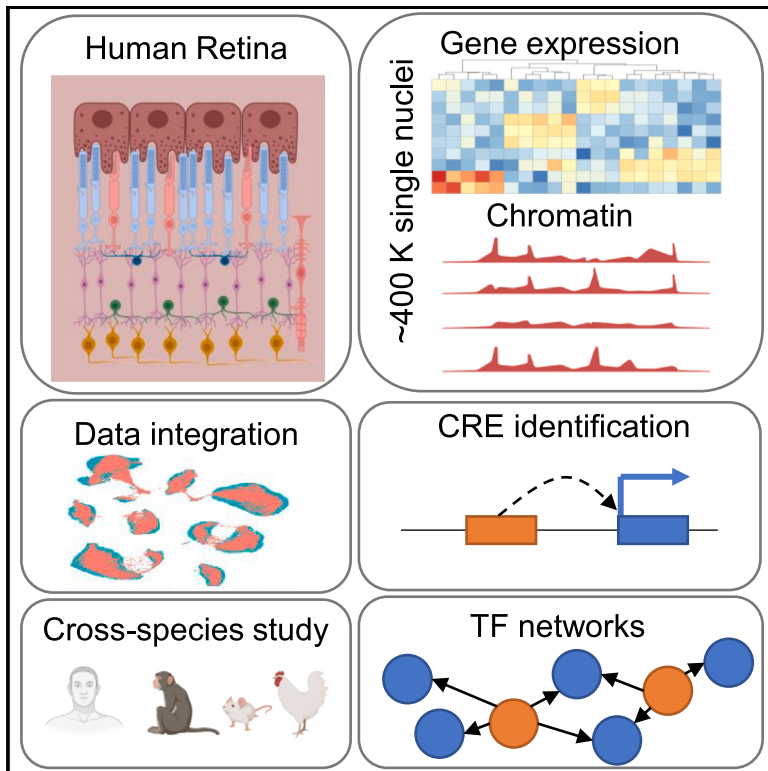 Human Retina
Gene expression
~400 K single nuclei
Chromatin
Data integration
CRE identification
Cross-species study
TF networks